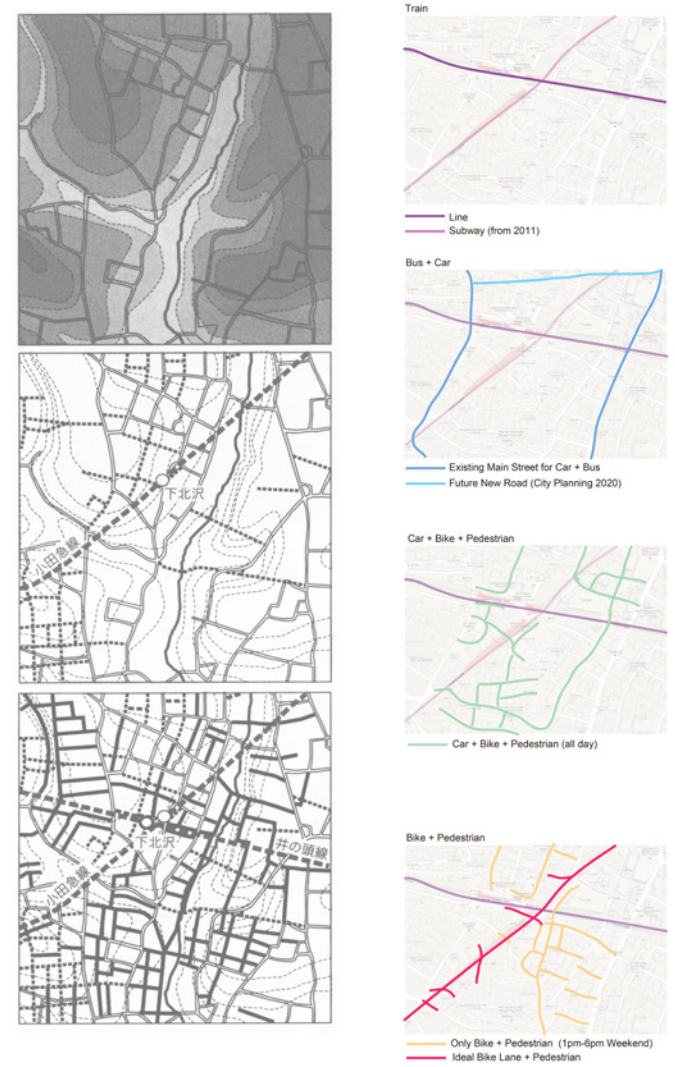 小田急線
下北沢
小田急線
下北沢
井の頭線
Train
Line
Subway (from 2011)
Bus + Car
Existing Main Street for Car + Bus
Future New Road (City Planning 2020)
Car + Bike + Pedestrian
Car + Bike + Pedestrian (all day)
Bike + Pedestrian
Only Bike + Pedestrian (1pm-6pm Weekend)
Ideal Bike Lane + Pedestrian